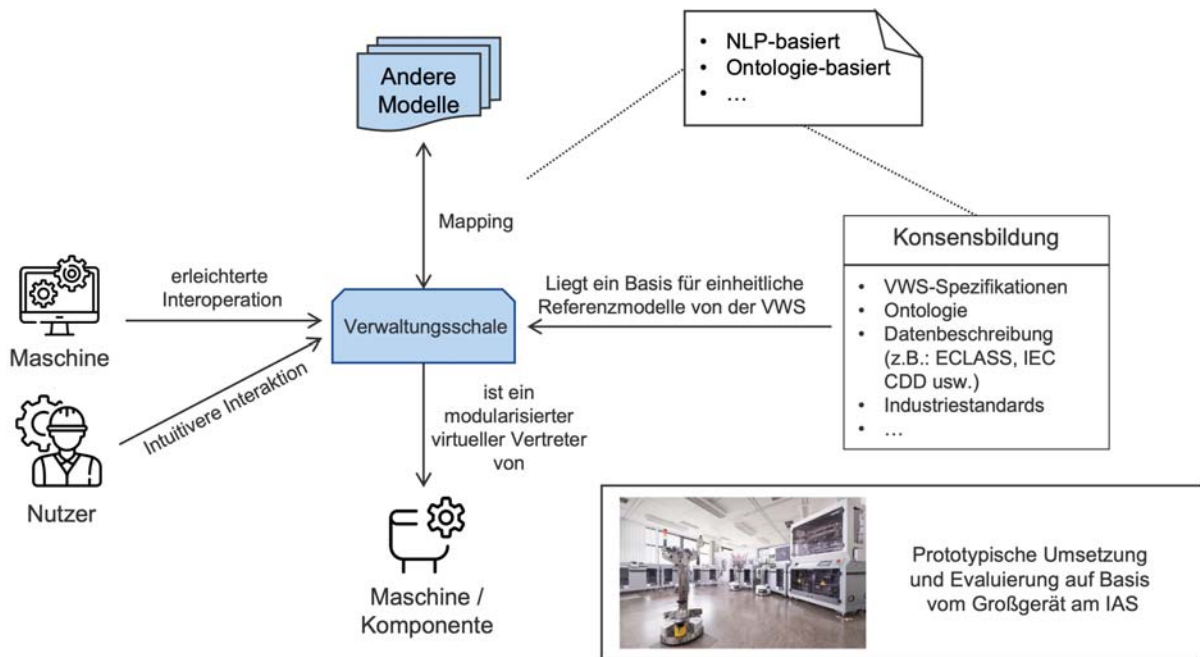 Andere
Modelle
• NLP-basiert
• Ontologie-basiert
• …
Mapping
Maschine
erleichterte
Interoperation
Verwaltungsschale
Liegt ein Basis für einheitliche
Referenzmodelle von der VWS
Konsensbildung
• VWS-Spezifikationen
• Ontologie
• Datenbeschreibung
(z.B.: ECLASS, IEC
CDD usw.)
• Industriestandards
• …
Intuitivere Interaktion
Nutzer
ist ein
modularisierter
virtueller Vertreter
von
Maschine /
Komponente
Prototypische Umsetzung
und Evaluierung auf Basis
vom Großgerät am IAS